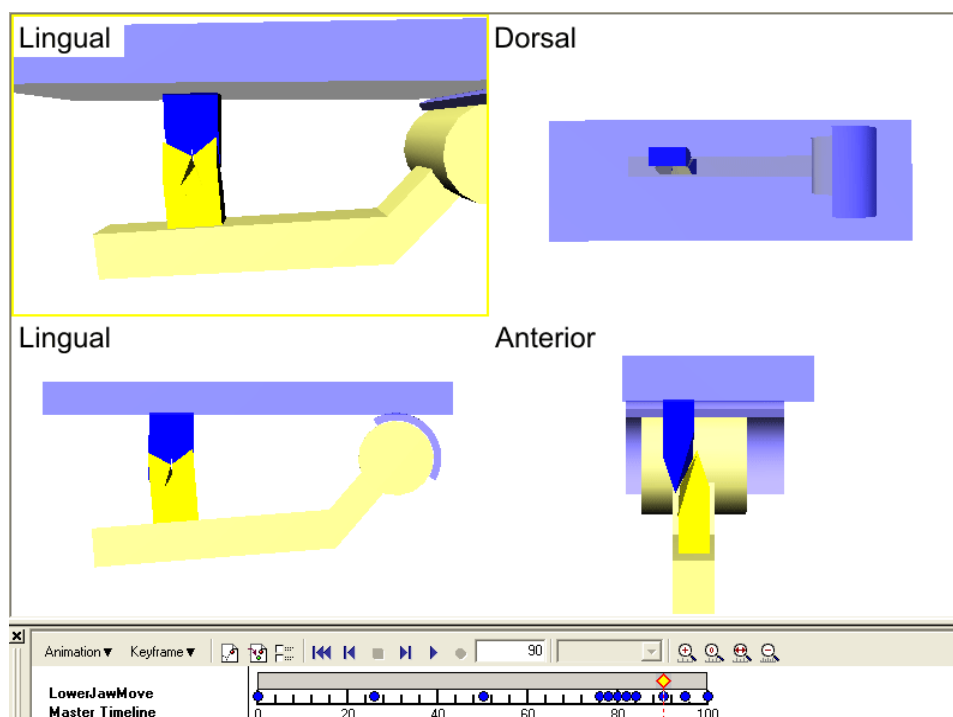 Lingual
Dorsal
Lingual
Anterior
Animation▼ Keyframe▼ 90
LowerJawMove
Master Timeline
0 20 40 60 80 100